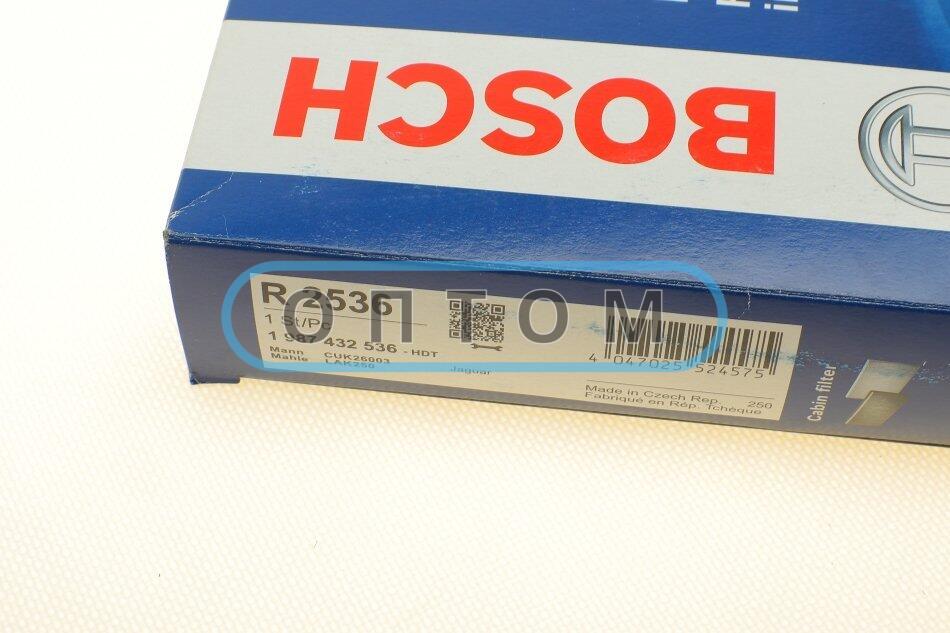 BOSCH
R 2536
1 St/Pc
1 987 432 536 - HDT
Mann CUK26003
Mahle LAK250
Jaguar
4 047025 524575
Made in Czech Rep. 250
Fabriqué en Rép. Tchèque
Cabin filter
ОПТОМ